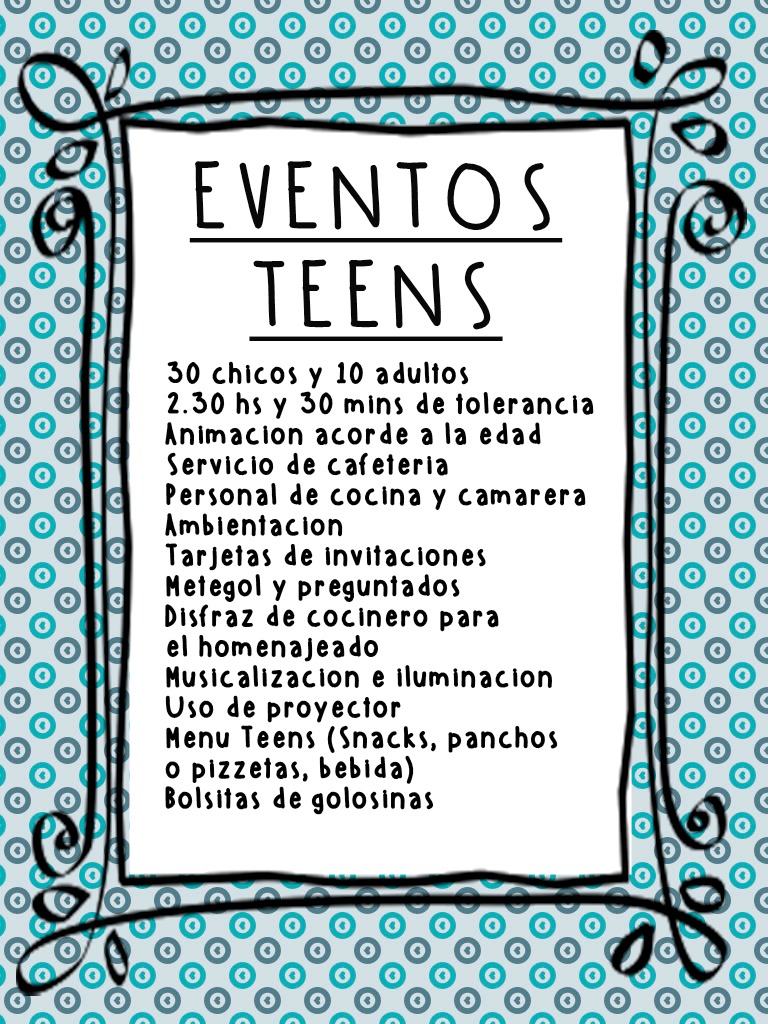 EVENTOS
TEENS
30 chicos y 10 adultos
2.30 hs y 30 mins de tolerancia
Animacion acorde a la edad
Servicio de cafeteria
Personal de cocina y camarera
Ambientacion
Tarjetas de invitaciones
Metegol y preguntados
Disfraz de cocinero para
el homenajeado
Musicalizacion e iluminacion
Uso de proyector
Menu Teens (Snacks, panchos
o pizzetas, bebida)
Bolsitas de golosinas